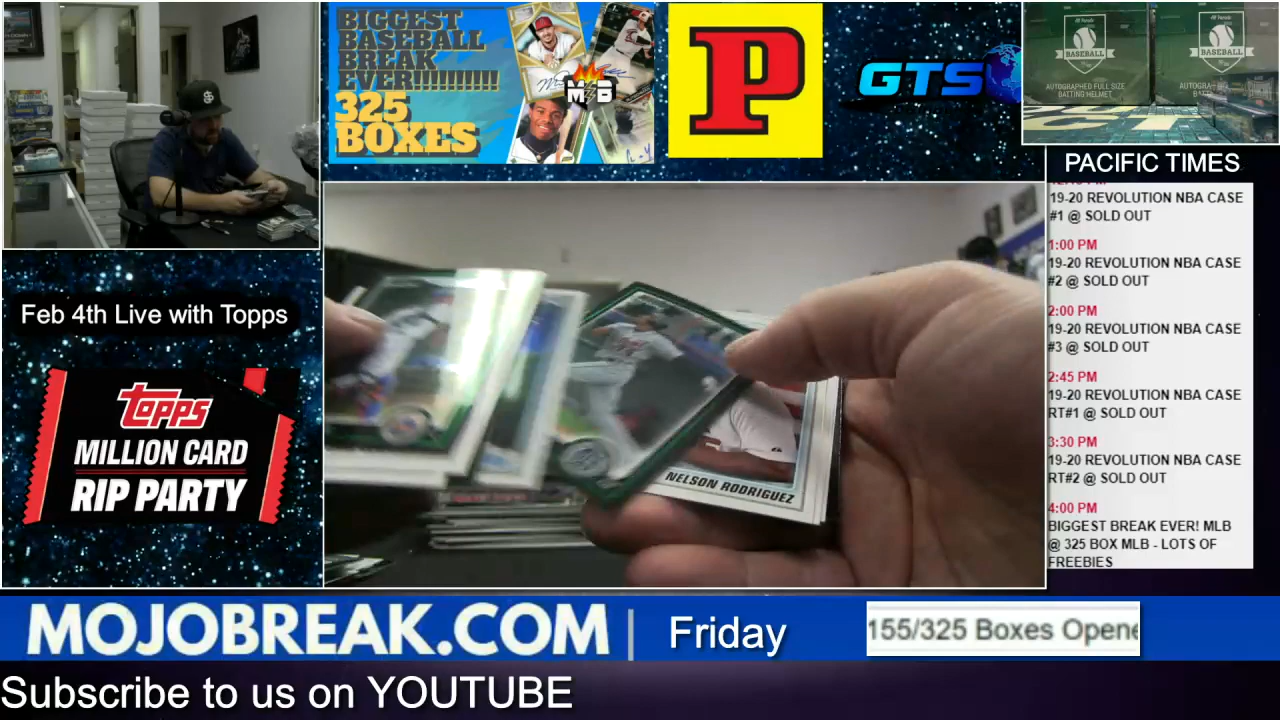 BIGGEST
BASEBALL
BREAK
EVER!!!!!!!!!!!
325
BOXES
M B
P
GTS
BASEBALL
AUTOGRAPHED FULL SIZE
BATTING HELMET
BASEBALL
PACIFIC TIMES
19-20 REVOLUTION NBA CASE
#1 @ SOLD OUT
1:00 PM
19-20 REVOLUTION NBA CASE
#2 @ SOLD OUT
2:00 PM
19-20 REVOLUTION NBA CASE
#3 @ SOLD OUT
2:45 PM
19-20 REVOLUTION NBA CASE
RT#1 @ SOLD OUT
3:30 PM
19-20 REVOLUTION NBA CASE
RT#2 @ SOLD OUT
4:00 PM
BIGGEST BREAK EVER! MLB
@ 325 BOX MLB - LOTS OF
FREEBIES
Feb 4th Live with Topps
topps
MILLION CARD
RIP PARTY
NELSON RODRIGUEZ
MOJOBREAK.COM
Friday
155/325 Boxes Opene
Subscribe to us on YOUTUBE